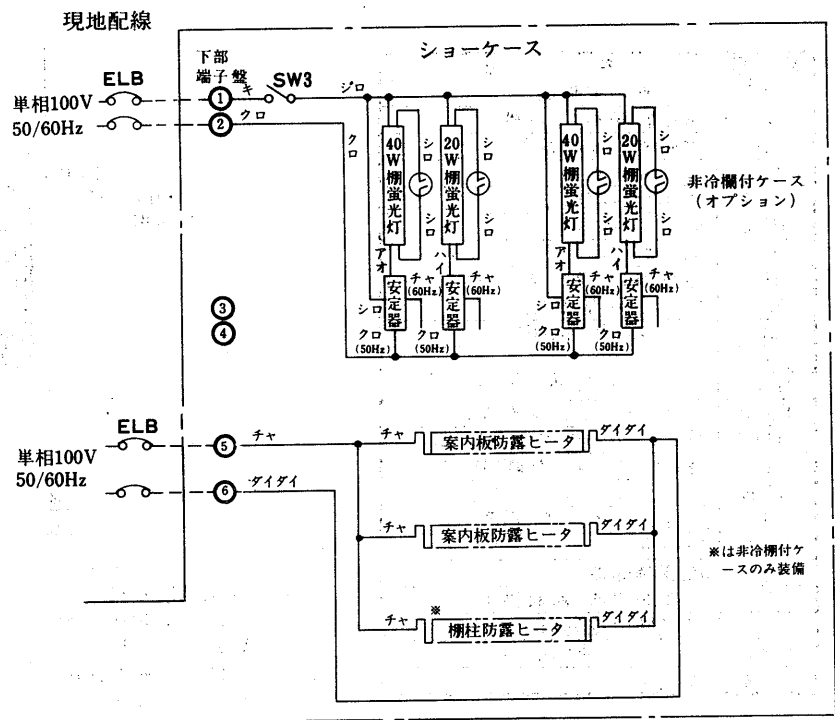 現地配線
ショーケース
下部
端子盤
ELB
単相100V
50/60Hz
①
キ
SW3
シロ
②
クロ
クロ
40W棚蛍光灯
シロ
シロ
20W棚蛍光灯
シロ
シロ
40W棚蛍光灯
シロ
シロ
20W棚蛍光灯
シロ
シロ
非冷欄付ケース
(オプション)
アオ
ハイ
アオ
ハイ
安定器
チャ
(60Hz)
安定器
チャ
(60Hz)
安定器
チャ
(60Hz)
安定器
チャ
(60Hz)
シロ
クロ
(50Hz)
クロ
(50Hz)
シロ
クロ
(50Hz)
クロ
(50Hz)
③
④
ELB
単相100V
50/60Hz
⑤
チャ
チャ
案内板防露ヒータ
ダイダイ
⑥
ダイダイ
チャ
案内板防露ヒータ
ダイダイ
※は非冷棚付ケ
ースのみ装備
※
チャ
棚柱防露ヒータ
ダイダイ